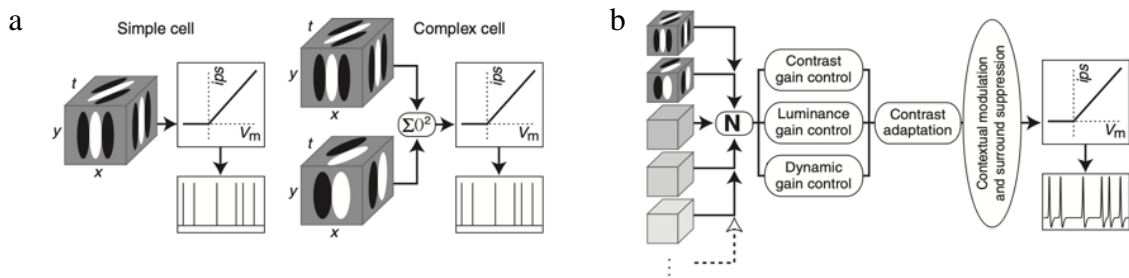 a
Simple cell
t
y
x
ips
Vm
Complex cell
t
y
x
t
y
x
Σ()²
ips
Vm
b
N
Contrast
gain control
Luminance
gain control
Dynamic
gain control
Contrast
adaptation
Contextual modulation
and surround suppression
ips
Vm